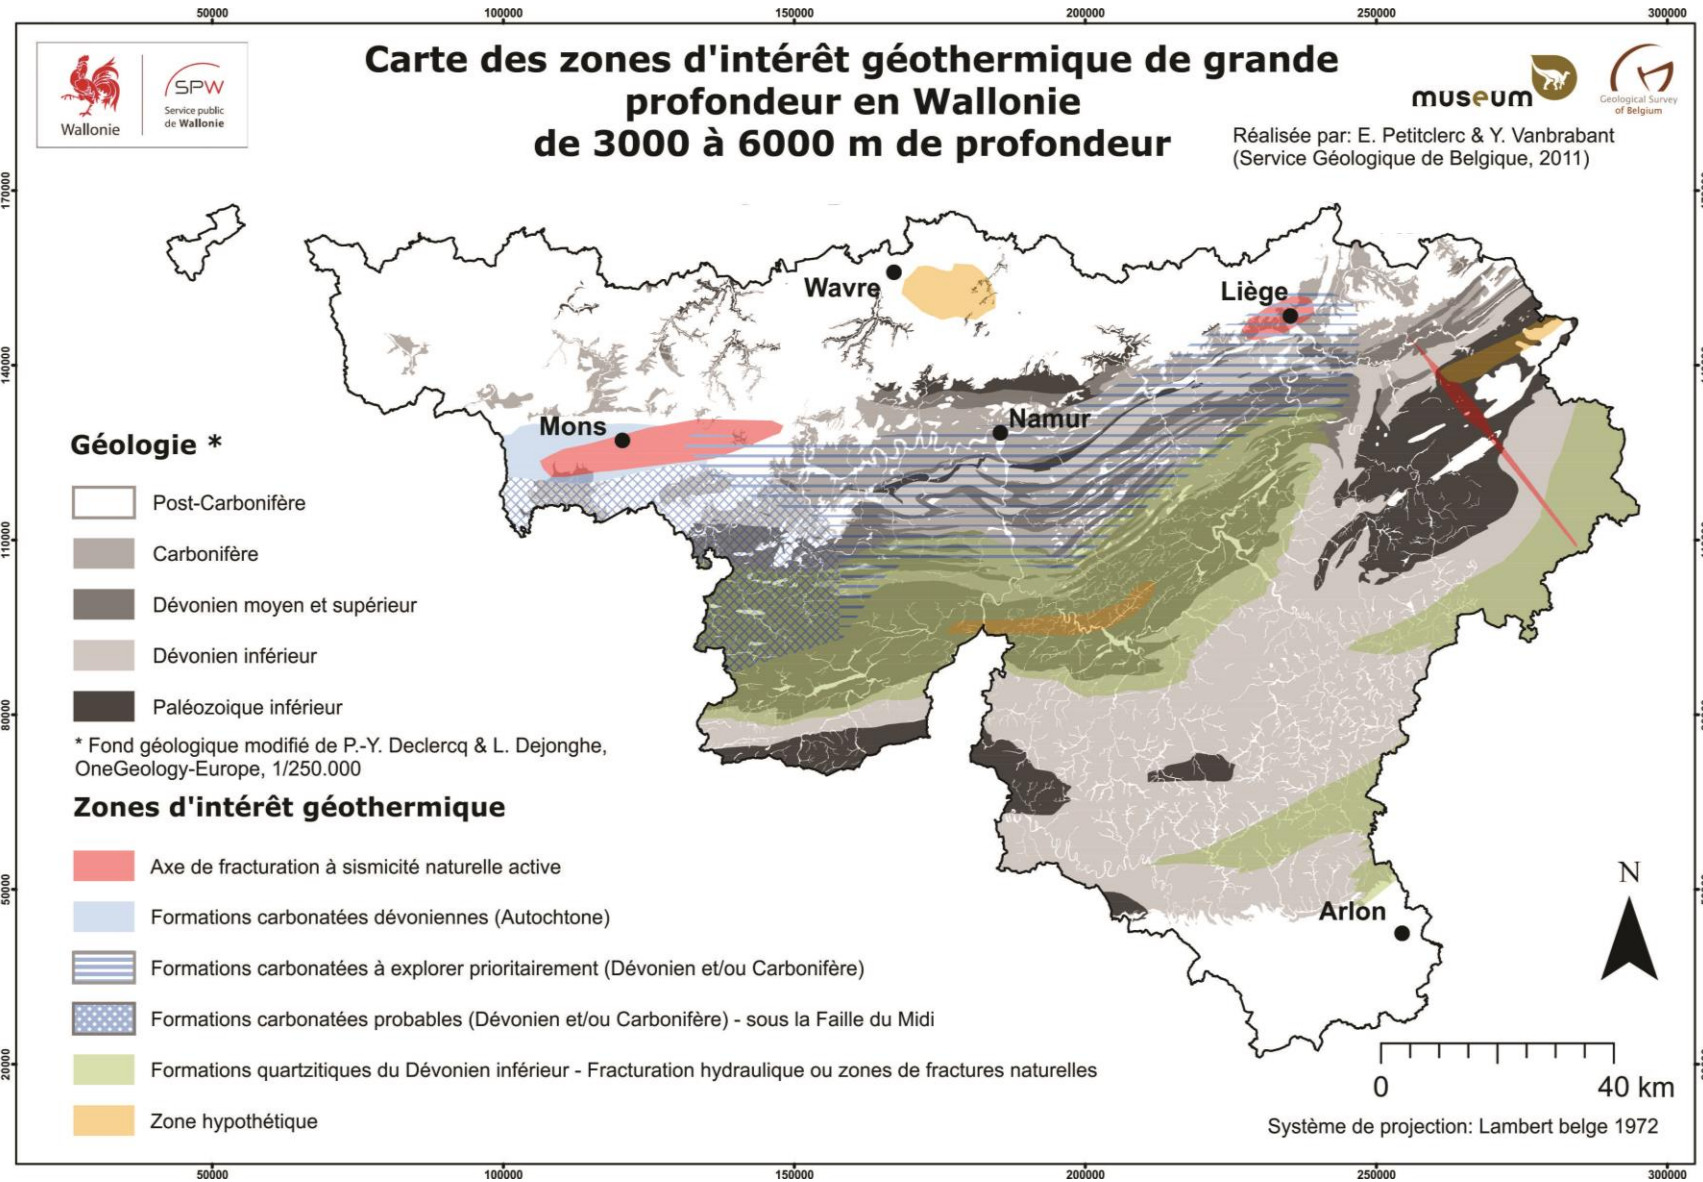 50000 100000 150000 200000 250000 300000
Wallonie
SPW
Service public
de Wallonie
Carte des zones d'intérêt géothermique de grande
profondeur en Wallonie
de 3000 à 6000 m de profondeur
museum
Geological Survey
of Belgium
Réalisée par: E. Petitclerc & Y. Vanbrabant
(Service Géologique de Belgique, 2011)
170000
140000
110000
80000
50000
20000
Wavre
Liège
Mons
Namur
Arlon
Géologie *
Post-Carbonifère
Carbonifère
Dévonien moyen et supérieur
Dévonien inférieur
Paléozoique inférieur
* Fond géologique modifié de P.-Y. Declercq & L. Dejonghe,
OneGeology-Europe, 1/250.000
Zones d'intérêt géothermique
Axe de fracturation à sismicité naturelle active
Formations carbonatées dévoniennes (Autochtone)
Formations carbonatées à explorer prioritairement (Dévonien et/ou Carbonifère)
Formations carbonatées probables (Dévonien et/ou Carbonifère) - sous la Faille du Midi
Formations quartzitiques du Dévonien inférieur - Fracturation hydraulique ou zones de fractures naturelles
Zone hypothétique
N
0 40 km
Système de projection: Lambert belge 1972
50000 100000 150000 200000 250000 300000